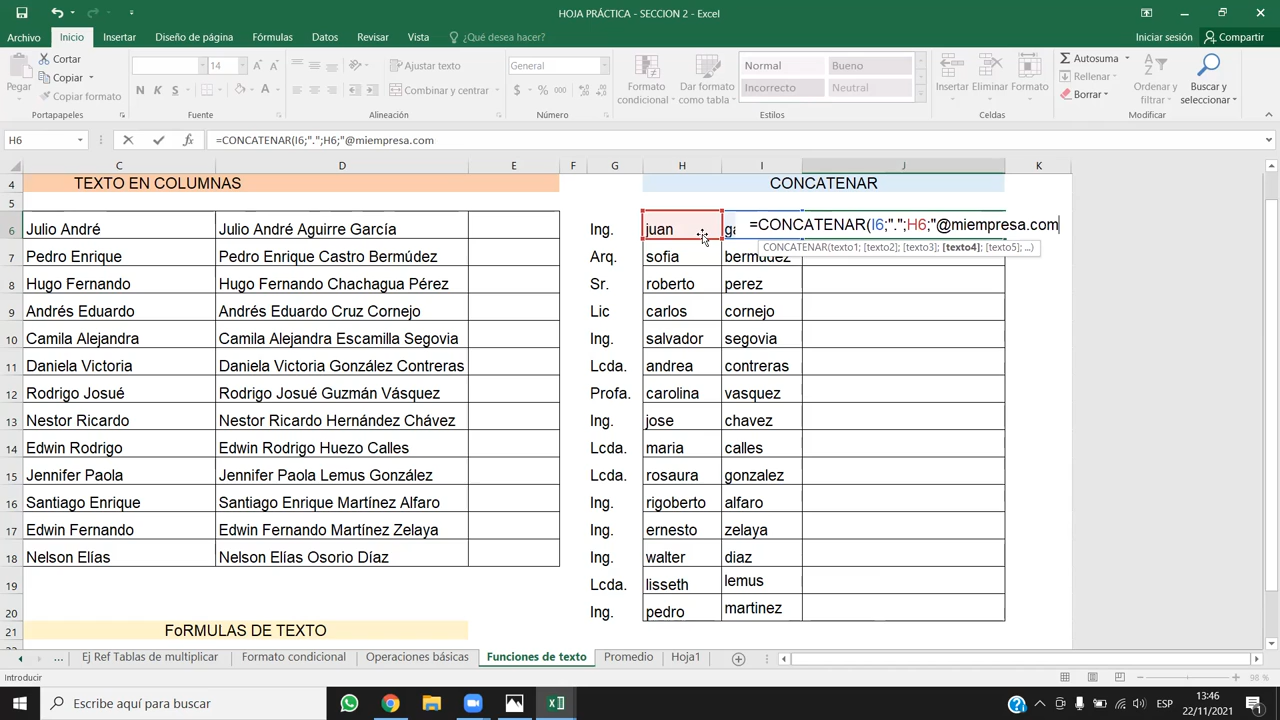 HOJA PRÁCTICA - SECCION 2 - Excel
Archivo Inicio Insertar Diseño de página Fórmulas Datos Revisar Vista ¿Qué desea hacer? Iniciar sesión Compartir
Pegar Cortar Copiar Copiar formato
14 A A Ajustar texto General
N K S A Combinar y centrar $ % 000
Formato condicional Dar formato como tabla
Normal Bueno
Incorrecto Neutral
Insertar Eliminar Formato
Autosuma
Rellenar
Borrar
Ordenar y filtrar
Buscar y seleccionar
Portapapeles Fuente Alineación Número Estilos Celdas Modificar
H6 fx =CONCATENAR(I6;".";H6;"@miempresa.com
C D E F G H I J K
4 TEXTO EN COLUMNAS CONCATENAR
5
6 Julio André Julio André Aguirre García Ing. juan ga =CONCATENAR(I6;".";H6;"@miempresa.com
CONCATENAR(texto1; [texto2]; [texto3]; [texto4]; [texto5]; ...)
7 Pedro Enrique Pedro Enrique Castro Bermúdez Arq. sofia bermudez
8 Hugo Fernando Hugo Fernando Chachagua Pérez Sr. roberto perez
9 Andrés Eduardo Andrés Eduardo Cruz Cornejo Lic carlos cornejo
10 Camila Alejandra Camila Alejandra Escamilla Segovia Ing. salvador segovia
11 Daniela Victoria Daniela Victoria González Contreras Lcda. andrea contreras
12 Rodrigo Josué Rodrigo Josué Guzmán Vásquez Profa. carolina vasquez
13 Nestor Ricardo Nestor Ricardo Hernández Chávez Ing. jose chavez
14 Edwin Rodrigo Edwin Rodrigo Huezo Calles Lcda. maria calles
15 Jennifer Paola Jennifer Paola Lemus González Lcda. rosaura gonzalez
16 Santiago Enrique Santiago Enrique Martínez Alfaro Ing. rigoberto alfaro
17 Edwin Fernando Edwin Fernando Martínez Zelaya Ing. ernesto zelaya
18 Nelson Elías Nelson Elías Osorio Díaz Ing. walter diaz
19 Lcda. lisseth lemus
20 Ing. pedro martinez
21 FoRMULAS DE TEXTO
... Ej Ref Tablas de multiplicar Formato condicional Operaciones básicas Funciones de texto Promedio Hoja1
Introducir 98 %
Escribe aquí para buscar ESP 13:46
22/11/2021 1